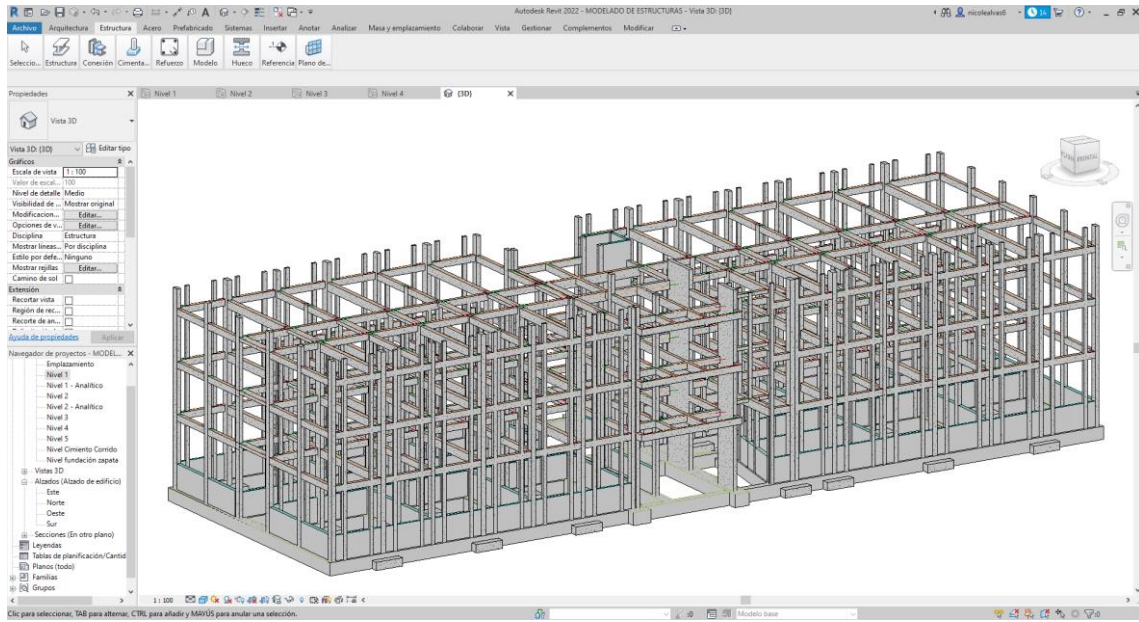 Autodesk Revit 2022 - MODELADO DE ESTRUCTURAS - Vista 3D: {3D}
nicolealvas6
14
Archivo Arquitectura Estructura Acero Prefabricado Sistemas Insertar Anotar Analizar Masa y emplazamiento Colaborar Vista Gestionar Complementos Modificar
Seleccio... Estructura Conexión Cimenta... Refuerzo Modelo Hueco Referencia Plano de...
Propiedades
Nivel 1 Nivel 2 Nivel 3 Nivel 4 {3D}
Vista 3D
Vista 3D: {3D} Editar tipo
Gráficos
Escala de vista 1 : 100
Valor de escal... 100
Nivel de detalle Medio
Visibilidad de ... Mostrar original
Modificacion... Editar...
Opciones de v... Editar...
Disciplina Estructura
Mostrar líneas... Por disciplina
Estilo por defe... Ninguno
Mostrar rejillas Editar...
Camino de sol
Extensión
Recortar vista
Región de rec...
Recorte de an...
Ayuda de propiedades Aplicar
Navegador de proyectos - MODEL...
Emplazamiento
Nivel 1
Nivel 1 - Analítico
Nivel 2
Nivel 2 - Analítico
Nivel 3
Nivel 4
Nivel 5
Nivel Cimiento Corrido
Nivel fundación zapata
Vistas 3D
Alzados (Alzado de edificio)
Este
Norte
Oeste
Sur
Secciones (En otro plano)
Leyendas
Tablas de planificación/Cantid
Planos (todo)
Familias
Grupos
FRONTAL
1 : 100
Clic para seleccionar, TAB para alternar, CTRL para añadir y MAYÚS para anular una selección.
:0 Modelo base
:0